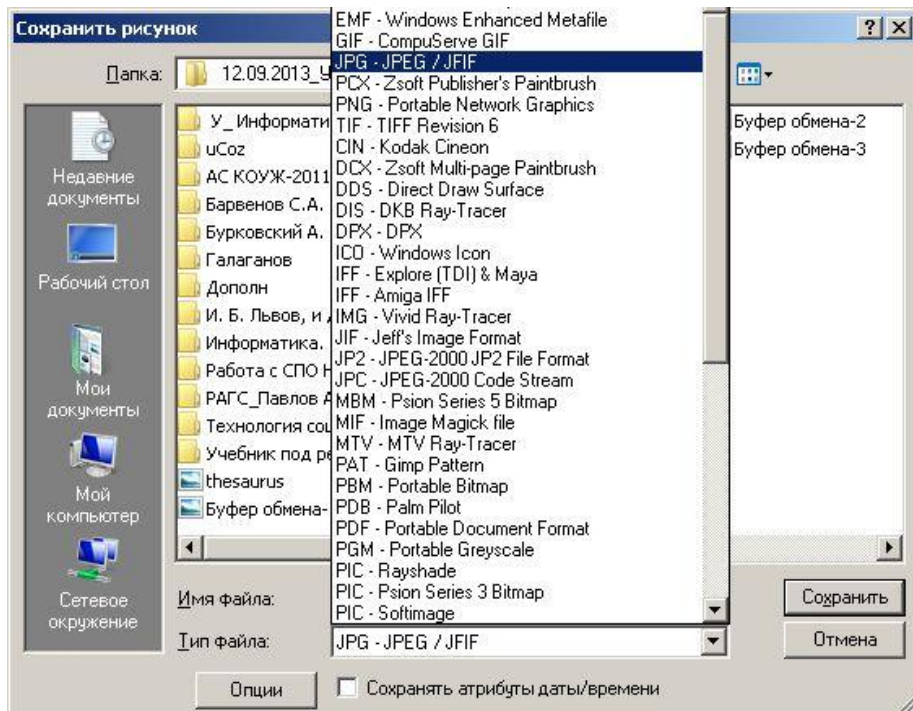 Сохранить рисунок
Папка:
12.09.2013_У
Недавние документы
Рабочий стол
Мои документы
Мой компьютер
Сетевое окружение
У_Информати
uCoz
АС КОУЖ-2011
Барвенов С.А.
Бурковский А.
Галаганов
Дополн
И. Б. Львов, и
Информатика.
Работа с СПО
РАГС_Павлов
Технология
Учебник под
thesaurus
Буфер обмена-
EMF - Windows Enhanced Metafile
GIF - CompuServe GIF
JPG - JPEG / JFIF
PCX - Zsoft Publisher's Paintbrush
PNG - Portable Network Graphics
TIF - TIFF Revision 6
CIN - Kodak Cineon
DCX - Zsoft Multi-page Paintbrush
DDS - Direct Draw Surface
DIS - DKB Ray-Tracer
DPX - DPX
ICO - Windows Icon
IFF - Explore (TDI) & Maya
IFF - Amiga IFF
IMG - Vivid Ray-Tracer
JIF - Jeff's Image Format
JP2 - JPEG-2000 JP2 File Format
JPC - JPEG-2000 Code Stream
MBM - Psion Series 5 Bitmap
MIF - Image Magick file
MTV - MTV Ray-Tracer
PAT - Gimp Pattern
PBM - Portable Bitmap
PDB - Palm Pilot
PDF - Portable Document Format
PGM - Portable Greyscale
PIC - Rayshade
PIC - Psion Series 3 Bitmap
PIC - Softimage
Буфер обмена-2
Буфер обмена-3
Имя файла:
Сохранить
Тип файла:
JPG - JPEG / JFIF
Отмена
Опции
Сохранять атрибуты даты/времени